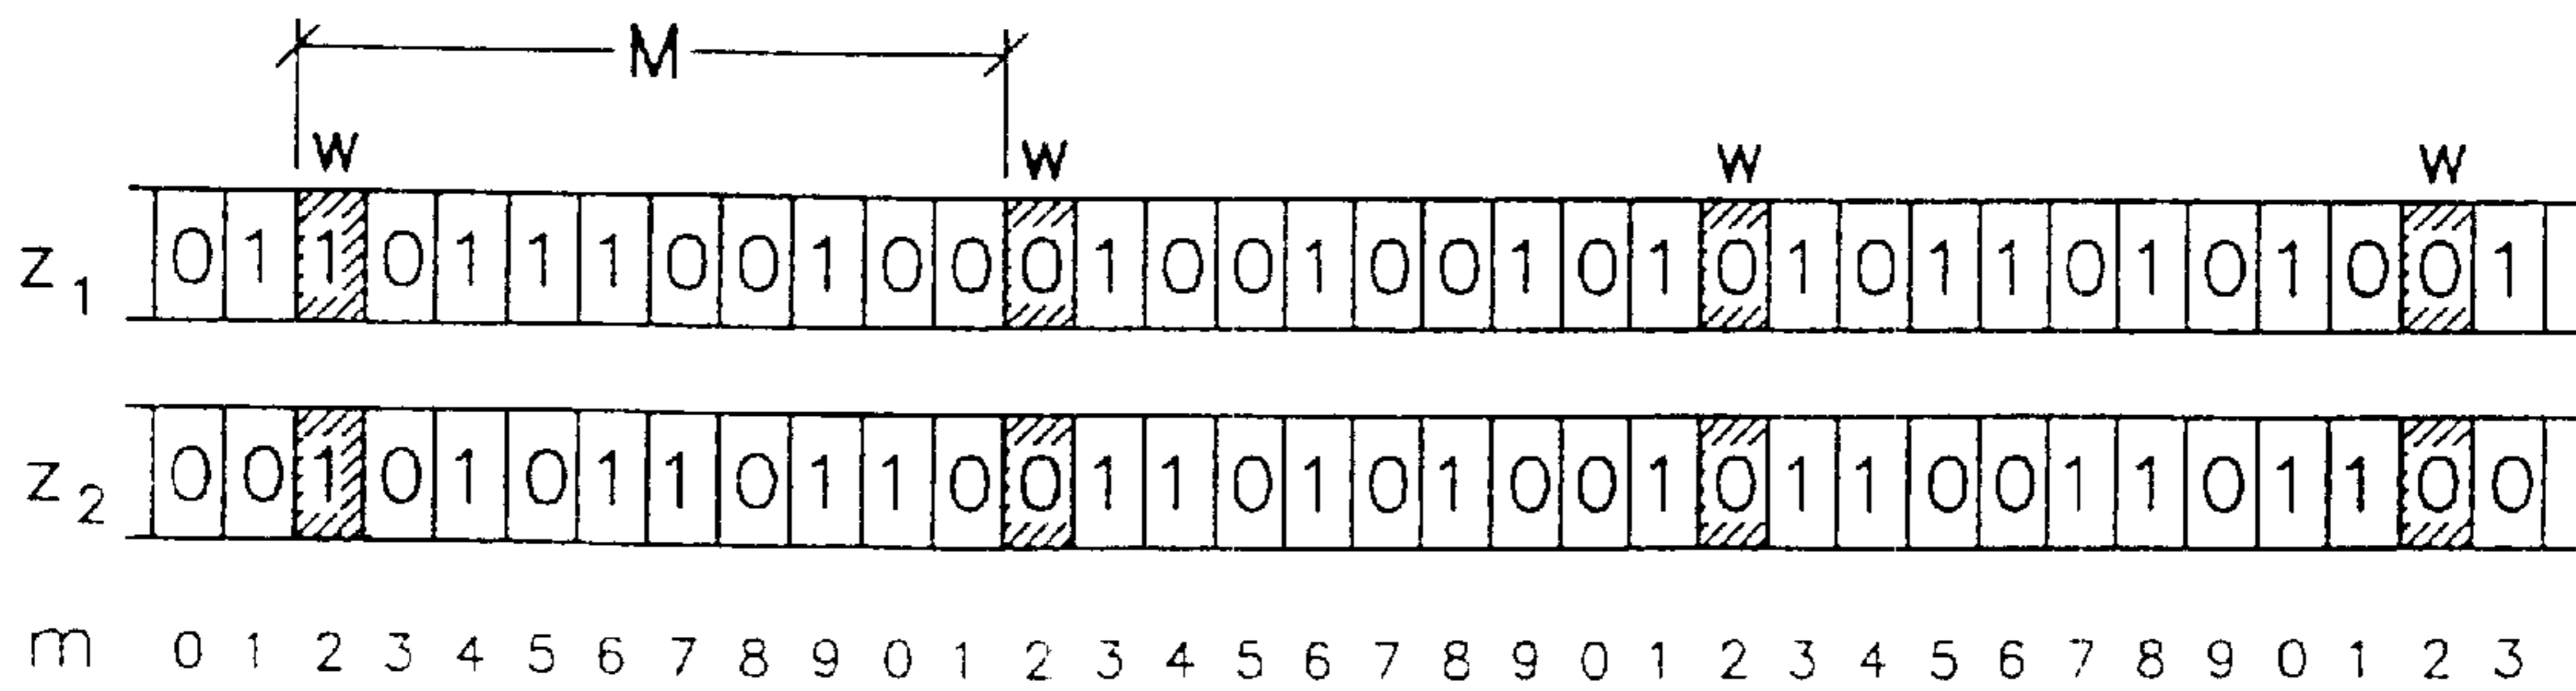 M
W W W W
z1 0 1 1 0 1 1 1 0 0 1 0 0 0 1 0 0 1 0 0 1 0 1 0 1 0 1 1 0 1 0 1 0 0 1
z2 0 0 1 0 1 0 1 1 0 1 1 0 0 1 1 0 1 0 1 0 0 1 0 1 1 0 0 1 1 0 1 1 0 0
m 0 1 2 3 4 5 6 7 8 9 0 1 2 3 4 5 6 7 8 9 0 1 2 3 4 5 6 7 8 9 0 1 2 3